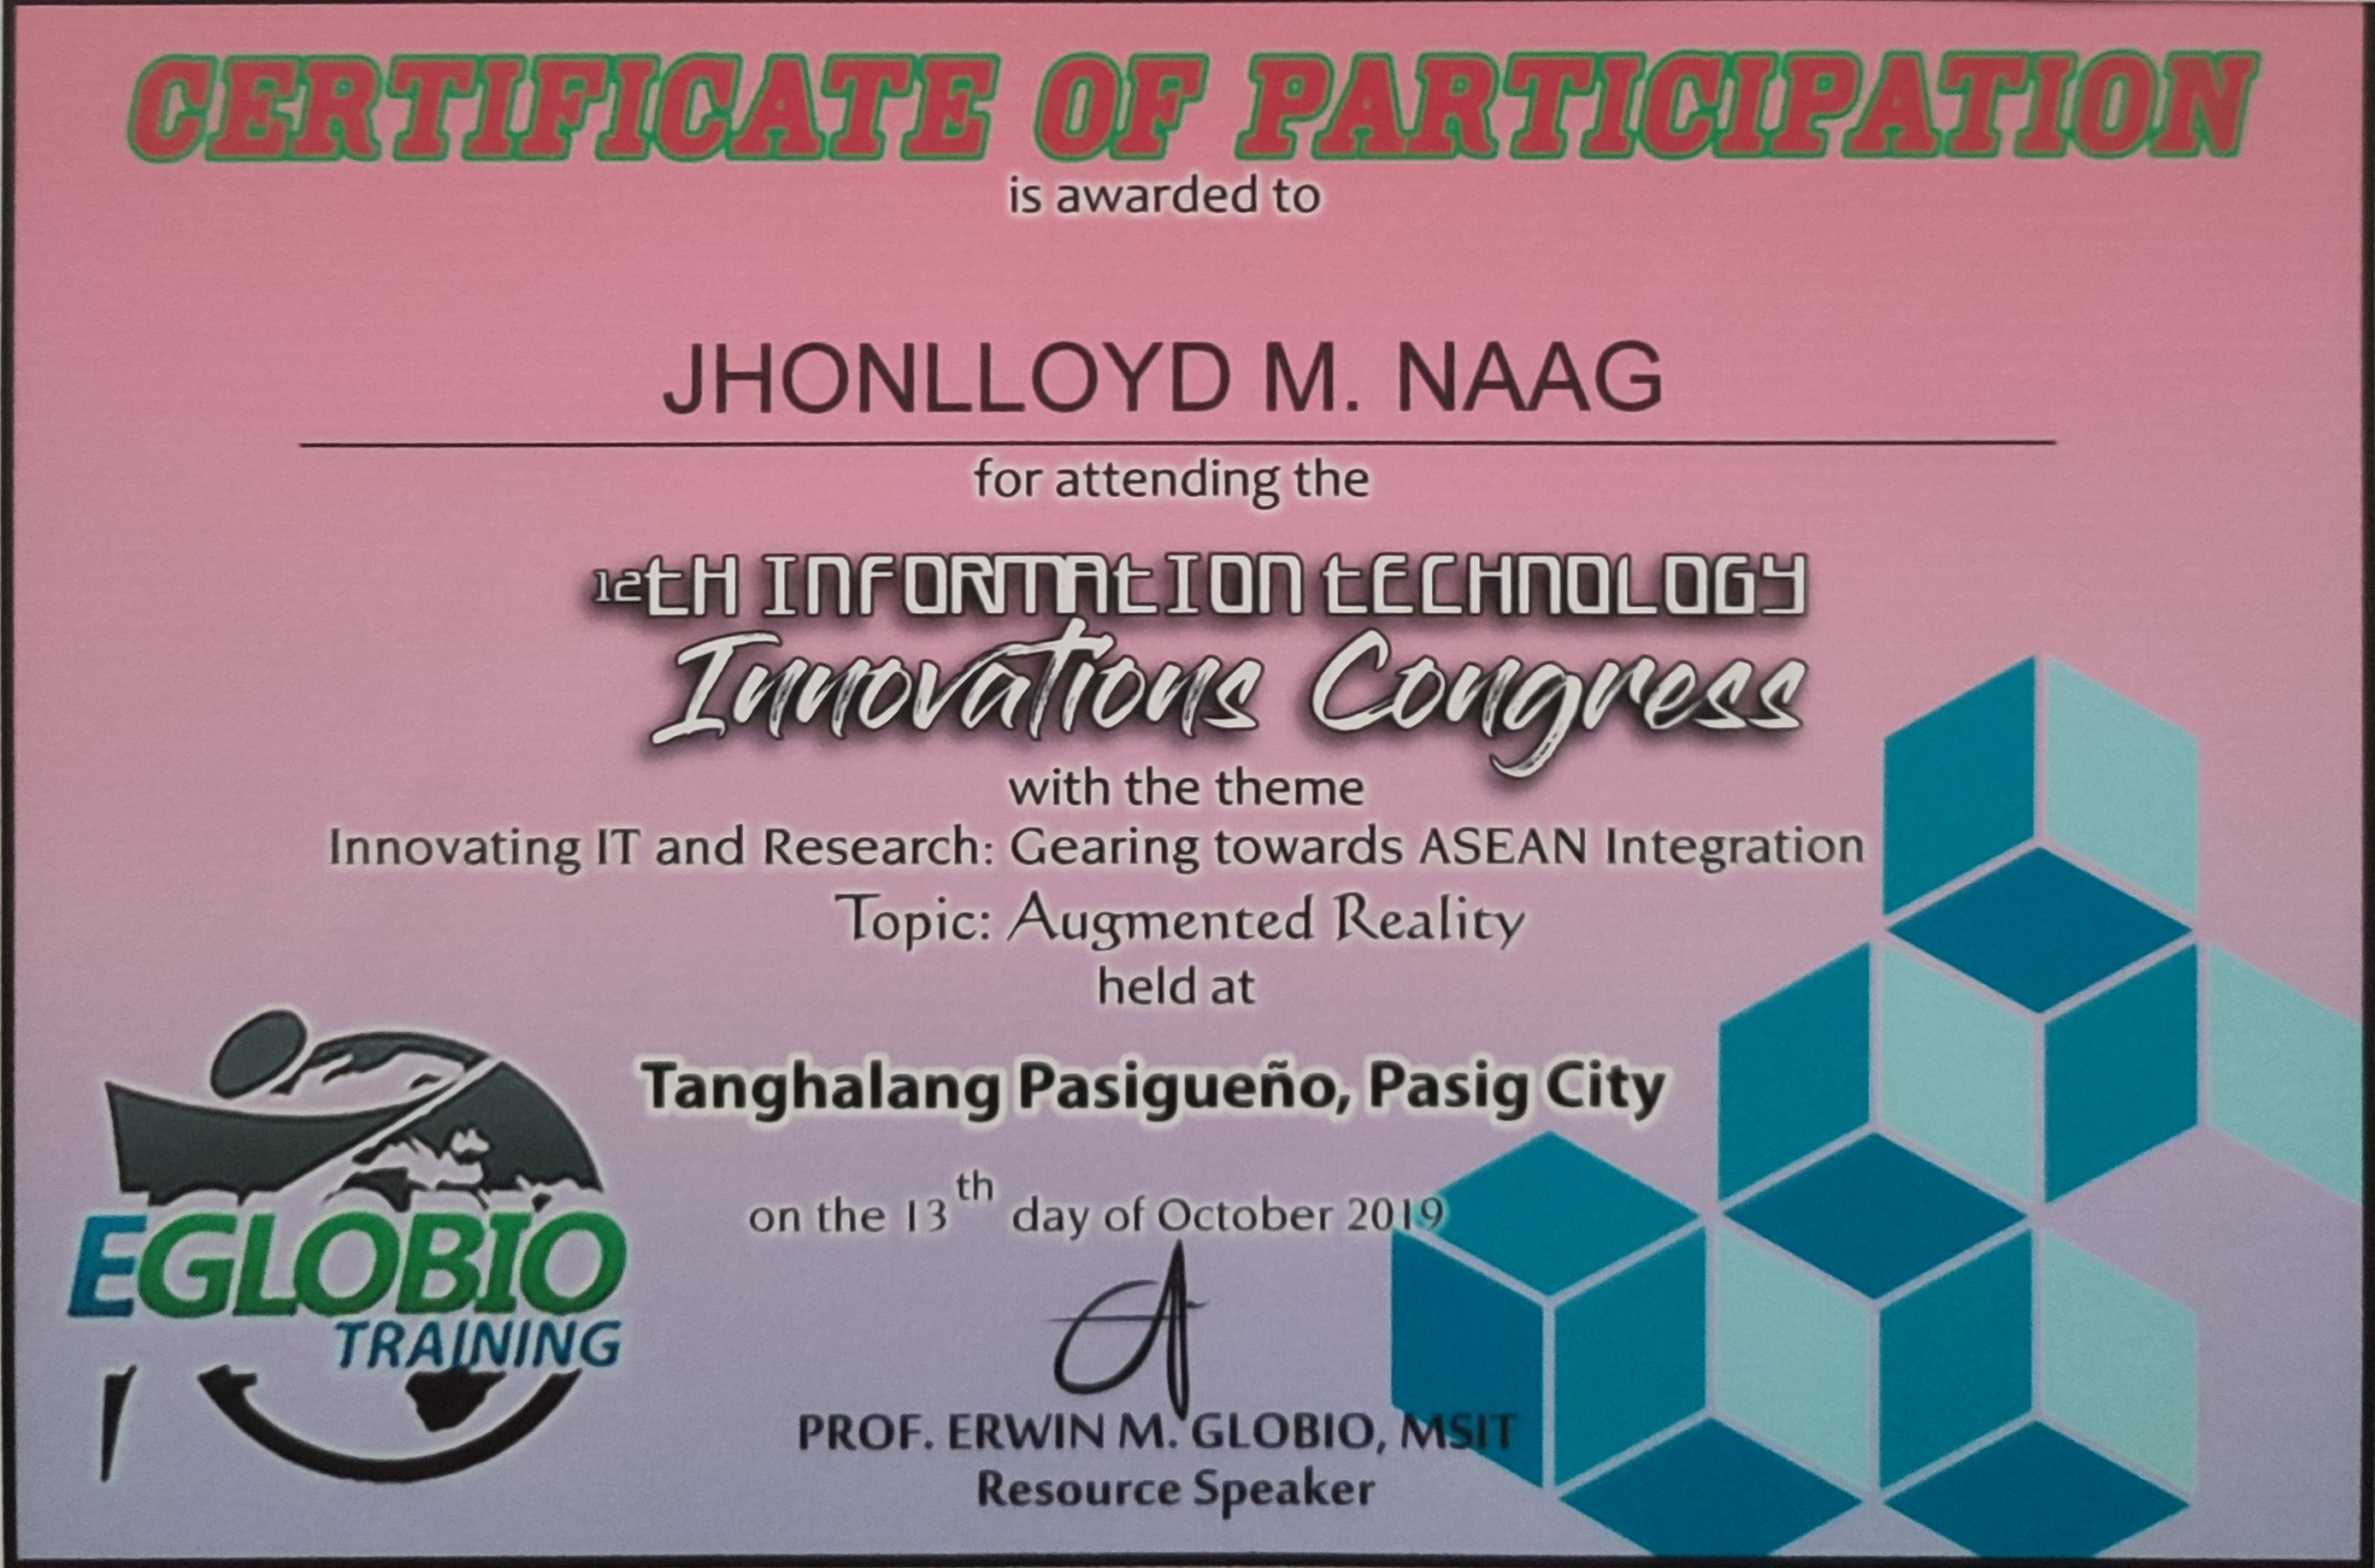 CERTIFICATE OF PARTICIPATION
is awarded to
JHONLLOYD M. NAAG
for attending the
12tH INFORMAtION tECHNOLOGY
Innovations Congress
with the theme
Innovating IT and Research: Gearing towards ASEAN Integration
Topic: Augmented Reality
held at
Tanghalang Pasigueño, Pasig City
on the 13th day of October 2019
EGLOBIO
TRAINING
PROF. ERWIN M. GLOBIO, MSIT
Resource Speaker